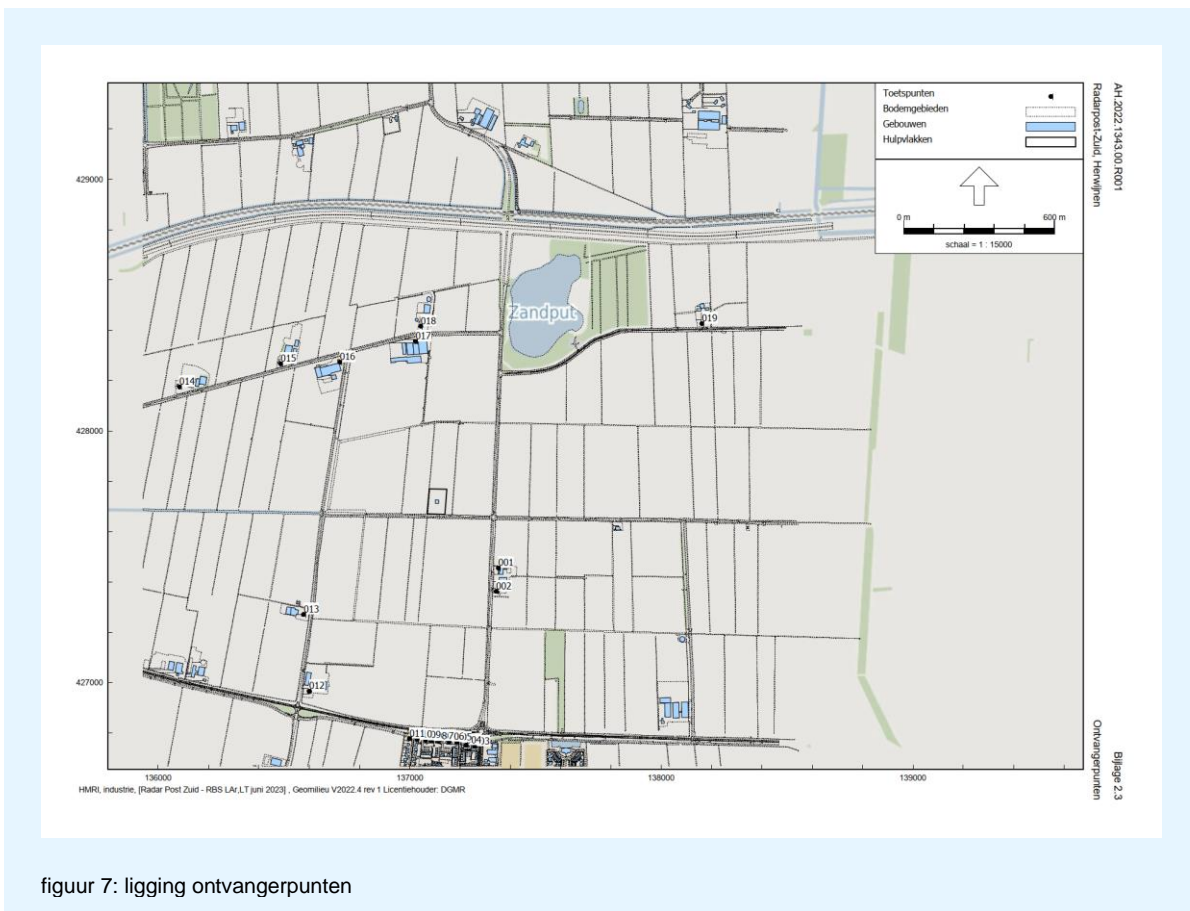 Toetspunten
Bodemgebieden
Gebouwen
Hulpvlakken
0 m
600 m
schaal = 1 : 15000
AH.2022.1343.00.R001
Radarpost-Zuid, Herwijnen
Bijlage 2.3
Ontvangerpunten
429000
428000
427000
Zandput
018
017
019
015
016
014
001
002
013
012
011
136000
137000
138000
139000
HMRI, industrie, [Radar Post Zuid - RBS LAr,LT juni 2023] , Geomilieu V2022.4 rev 1 Licentiehouder: DGMR
figuur 7: ligging ontvangerpunten